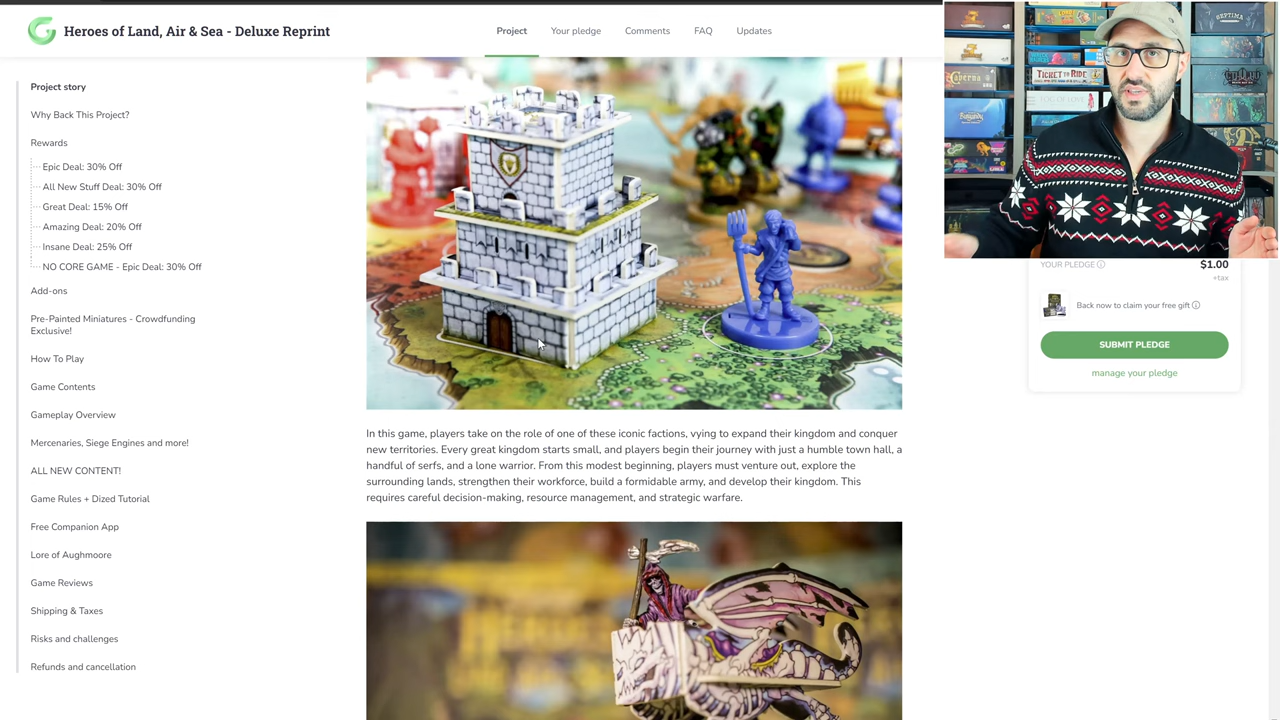 Heroes of Land, Air & Sea - Deluxe Reprint
Project
Your pledge
Comments
FAQ
Updates
Project story
Why Back This Project?
Rewards
Epic Deal: 30% Off
All New Stuff Deal: 30% Off
Great Deal: 15% Off
Amazing Deal: 20% Off
Insane Deal: 25% Off
NO CORE GAME - Epic Deal: 30% Off
Add-ons
Pre-Painted Miniatures - Crowdfunding
Exclusive!
How To Play
Game Contents
Gameplay Overview
Mercenaries, Siege Engines and more!
ALL NEW CONTENT!
Game Rules + Dized Tutorial
Free Companion App
Lore of Aughmoore
Game Reviews
Shipping & Taxes
Risks and challenges
Refunds and cancellation
In this game, players take on the role of one of these iconic factions, vying to expand their kingdom and conquer
new territories. Every great kingdom starts small, and players begin their journey with just a humble town hall, a
handful of serfs, and a lone warrior. From this modest beginning, players must venture out, explore the
surrounding lands, strengthen their workforce, build a formidable army, and develop their kingdom. This
requires careful decision-making, resource management, and strategic warfare.
SEPTIMA
Caverna
TICKET TO RIDE
YOUR PLEDGE
$1.00
+tax
Back now to claim your free gift
SUBMIT PLEDGE
manage your pledge